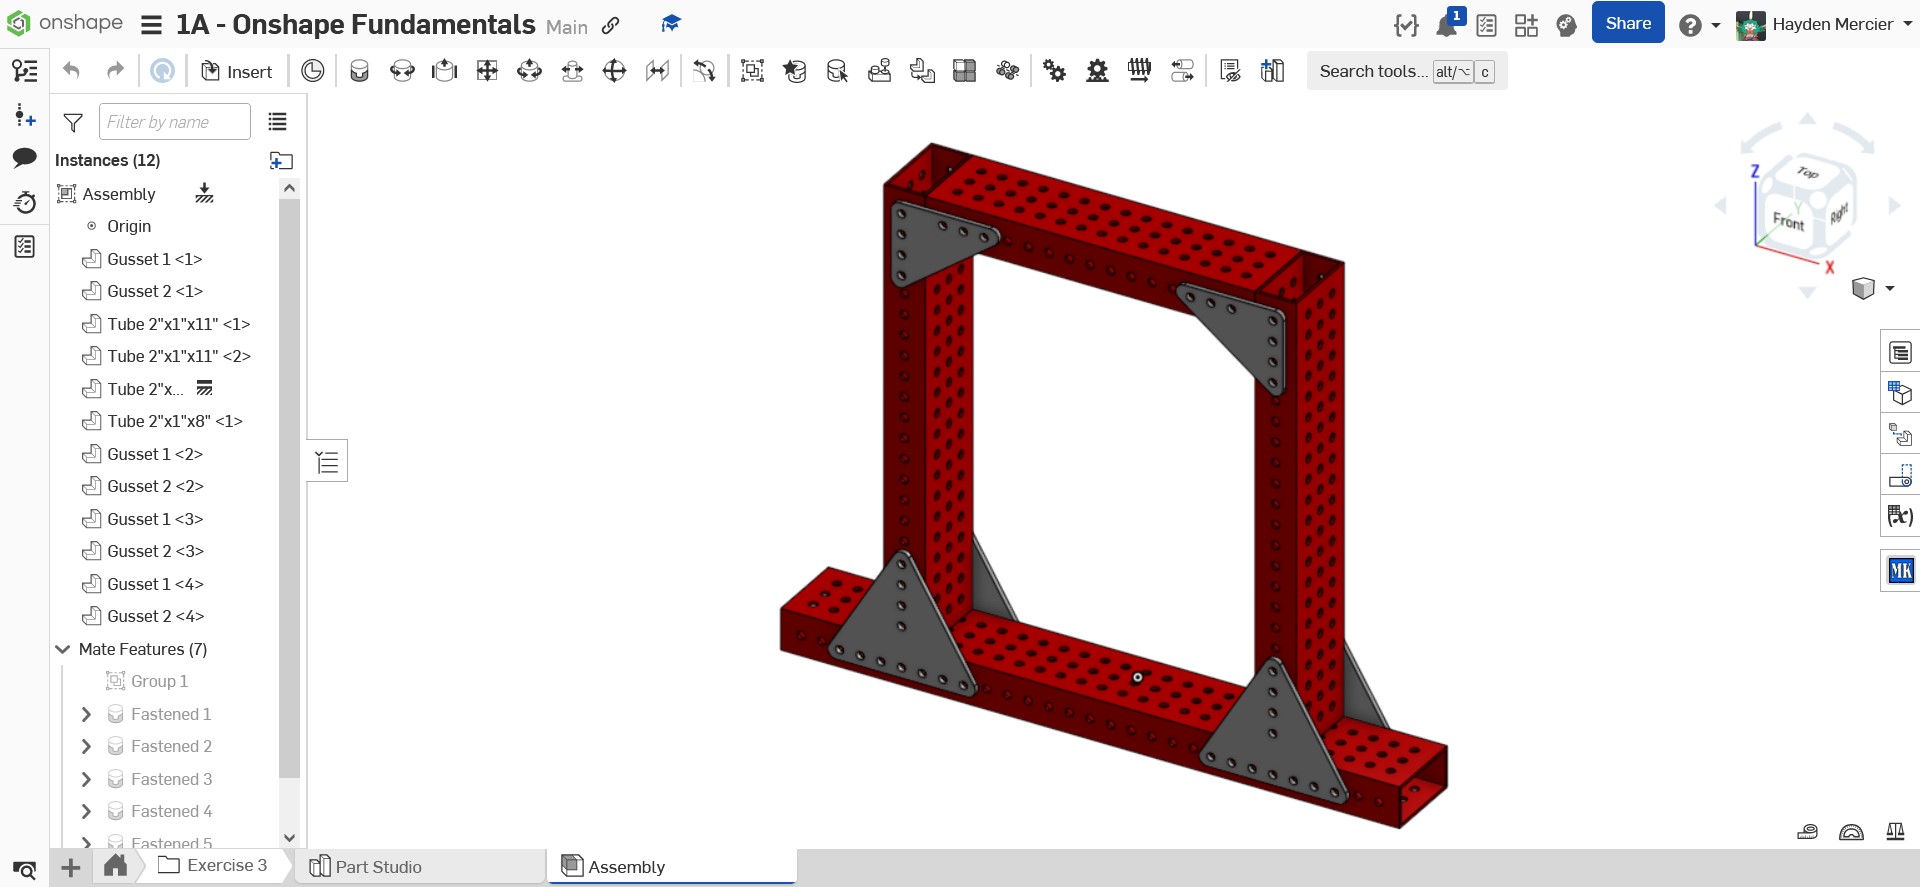 onshape
1A - Onshape Fundamentals Main
1
Share
Hayden Mercier
Insert
Search tools... alt/⌥ c
Filter by name
Instances (12)
Assembly
Origin
Gusset 1 <1>
Gusset 2 <1>
Tube 2"x1"x11" <1>
Tube 2"x1"x11" <2>
Tube 2"x...
Tube 2"x1"x8" <1>
Gusset 1 <2>
Gusset 2 <2>
Gusset 1 <3>
Gusset 2 <3>
Gusset 1 <4>
Gusset 2 <4>
Mate Features (7)
Group 1
Fastened 1
Fastened 2
Fastened 3
Fastened 4
Fastened 5
Z
Top
Y
Front
Right
X
(x)
MK
Exercise 3
Part Studio
Assembly